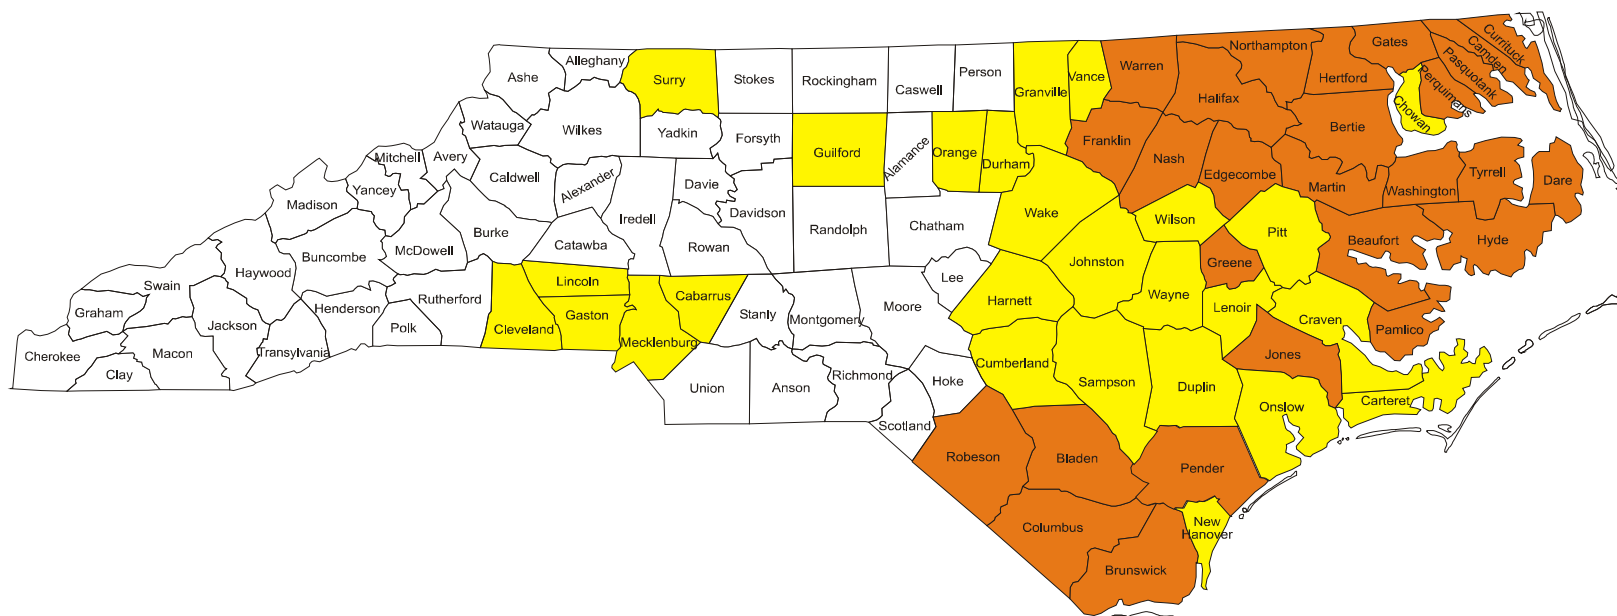 Ashe
Alleghany
Surry
Stokes
Rockingham
Caswell
Person
Granville
Vance
Warren
Northampton
Gates
Currituck
Camden
Pasquotank
Perquimans
Chowan
Hertford
Halifax
Bertie
Watauga
Wilkes
Yadkin
Forsyth
Guilford
Alamance
Orange
Durham
Franklin
Nash
Edgecombe
Martin
Washington
Tyrrell
Dare
Mitchell
Avery
Yancey
Madison
Caldwell
Alexander
Iredell
Davie
Davidson
Randolph
Chatham
Wake
Wilson
Pitt
Beaufort
Hyde
Buncombe
McDowell
Burke
Catawba
Rowan
Haywood
Swain
Graham
Cherokee
Clay
Macon
Jackson
Transylvania
Henderson
Polk
Rutherford
Cleveland
Lincoln
Gaston
Mecklenburg
Cabarrus
Stanly
Montgomery
Moore
Lee
Harnett
Johnston
Wayne
Greene
Lenoir
Craven
Pamlico
Jones
Carteret
Onslow
Duplin
Sampson
Cumberland
Hoke
Richmond
Scotland
Anson
Union
Robeson
Bladen
Pender
Columbus
Brunswick
New
Hanover